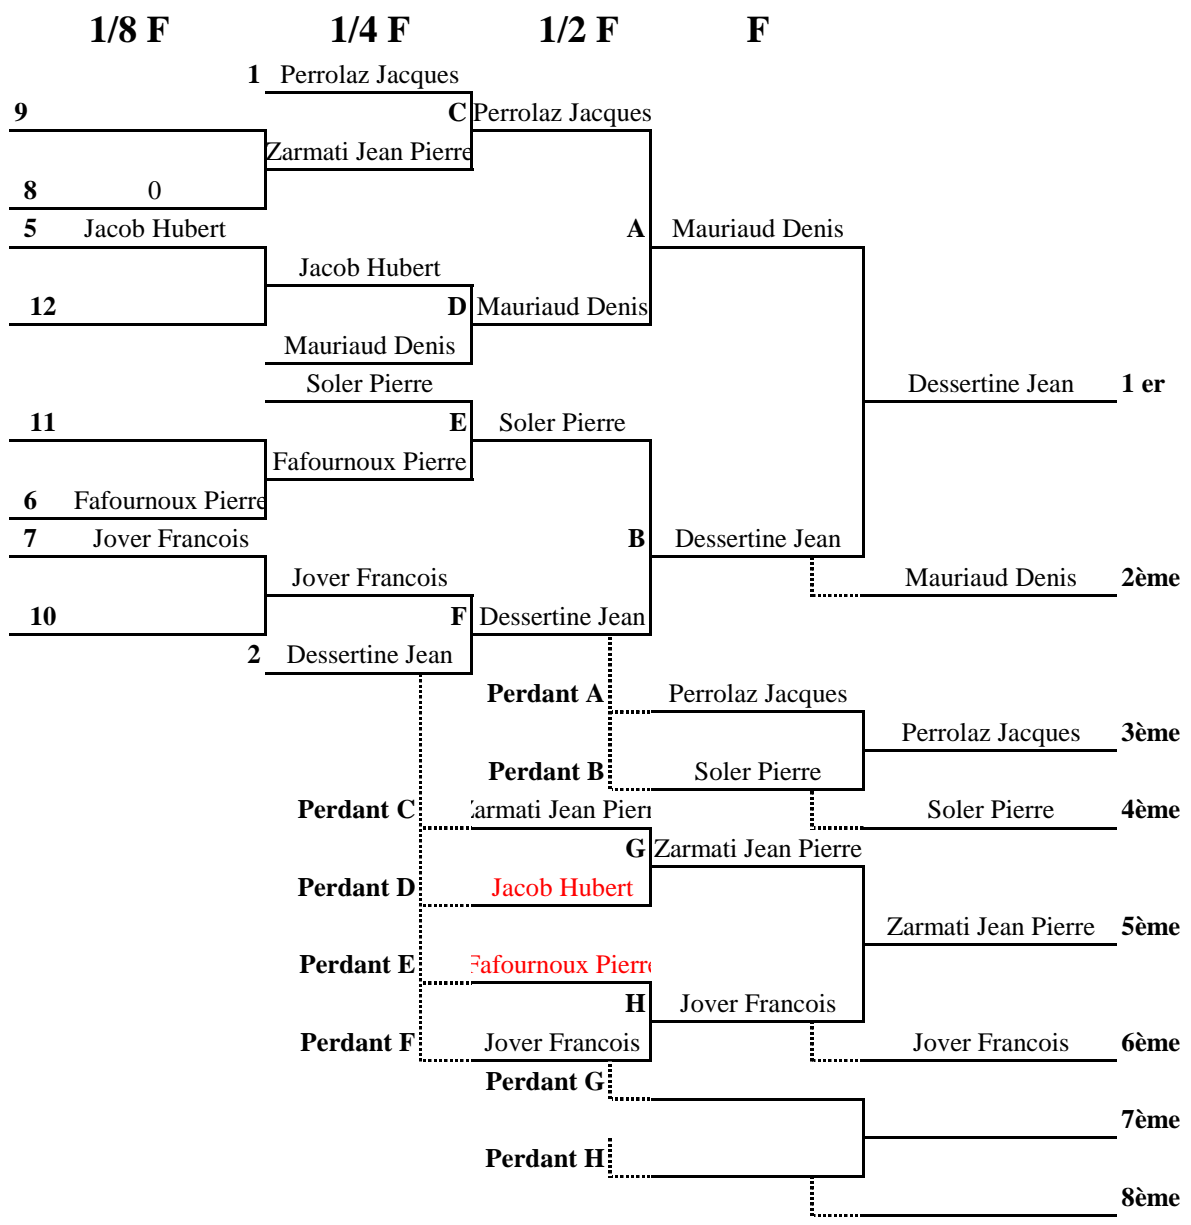 1/8 F 1/4 F 1/2 F F
1 Perrolaz Jacques
9 C Perrolaz Jacques
Zarmati Jean Pierre
8 0
5 Jacob Hubert A Mauriaud Denis
Jacob Hubert
12 D Mauriaud Denis
Mauriaud Denis
Soler Pierre Dessertine Jean 1 er
11 E Soler Pierre
Fafournoux Pierre
6 Fafournoux Pierre
7 Jover Francois B Dessertine Jean
Jover Francois Mauriaud Denis 2ème
10 F Dessertine Jean
2 Dessertine Jean
Perdant A Perrolaz Jacques
Perrolaz Jacques 3ème
Perdant B Soler Pierre
Perdant C Zarmati Jean Pierr Soler Pierre 4ème
G Zarmati Jean Pierre
Perdant D Jacob Hubert
Zarmati Jean Pierre 5ème
Perdant E Fafournoux Pierre
H Jover Francois
Perdant F Jover Francois Jover Francois 6ème
Perdant G
7ème
Perdant H
8ème